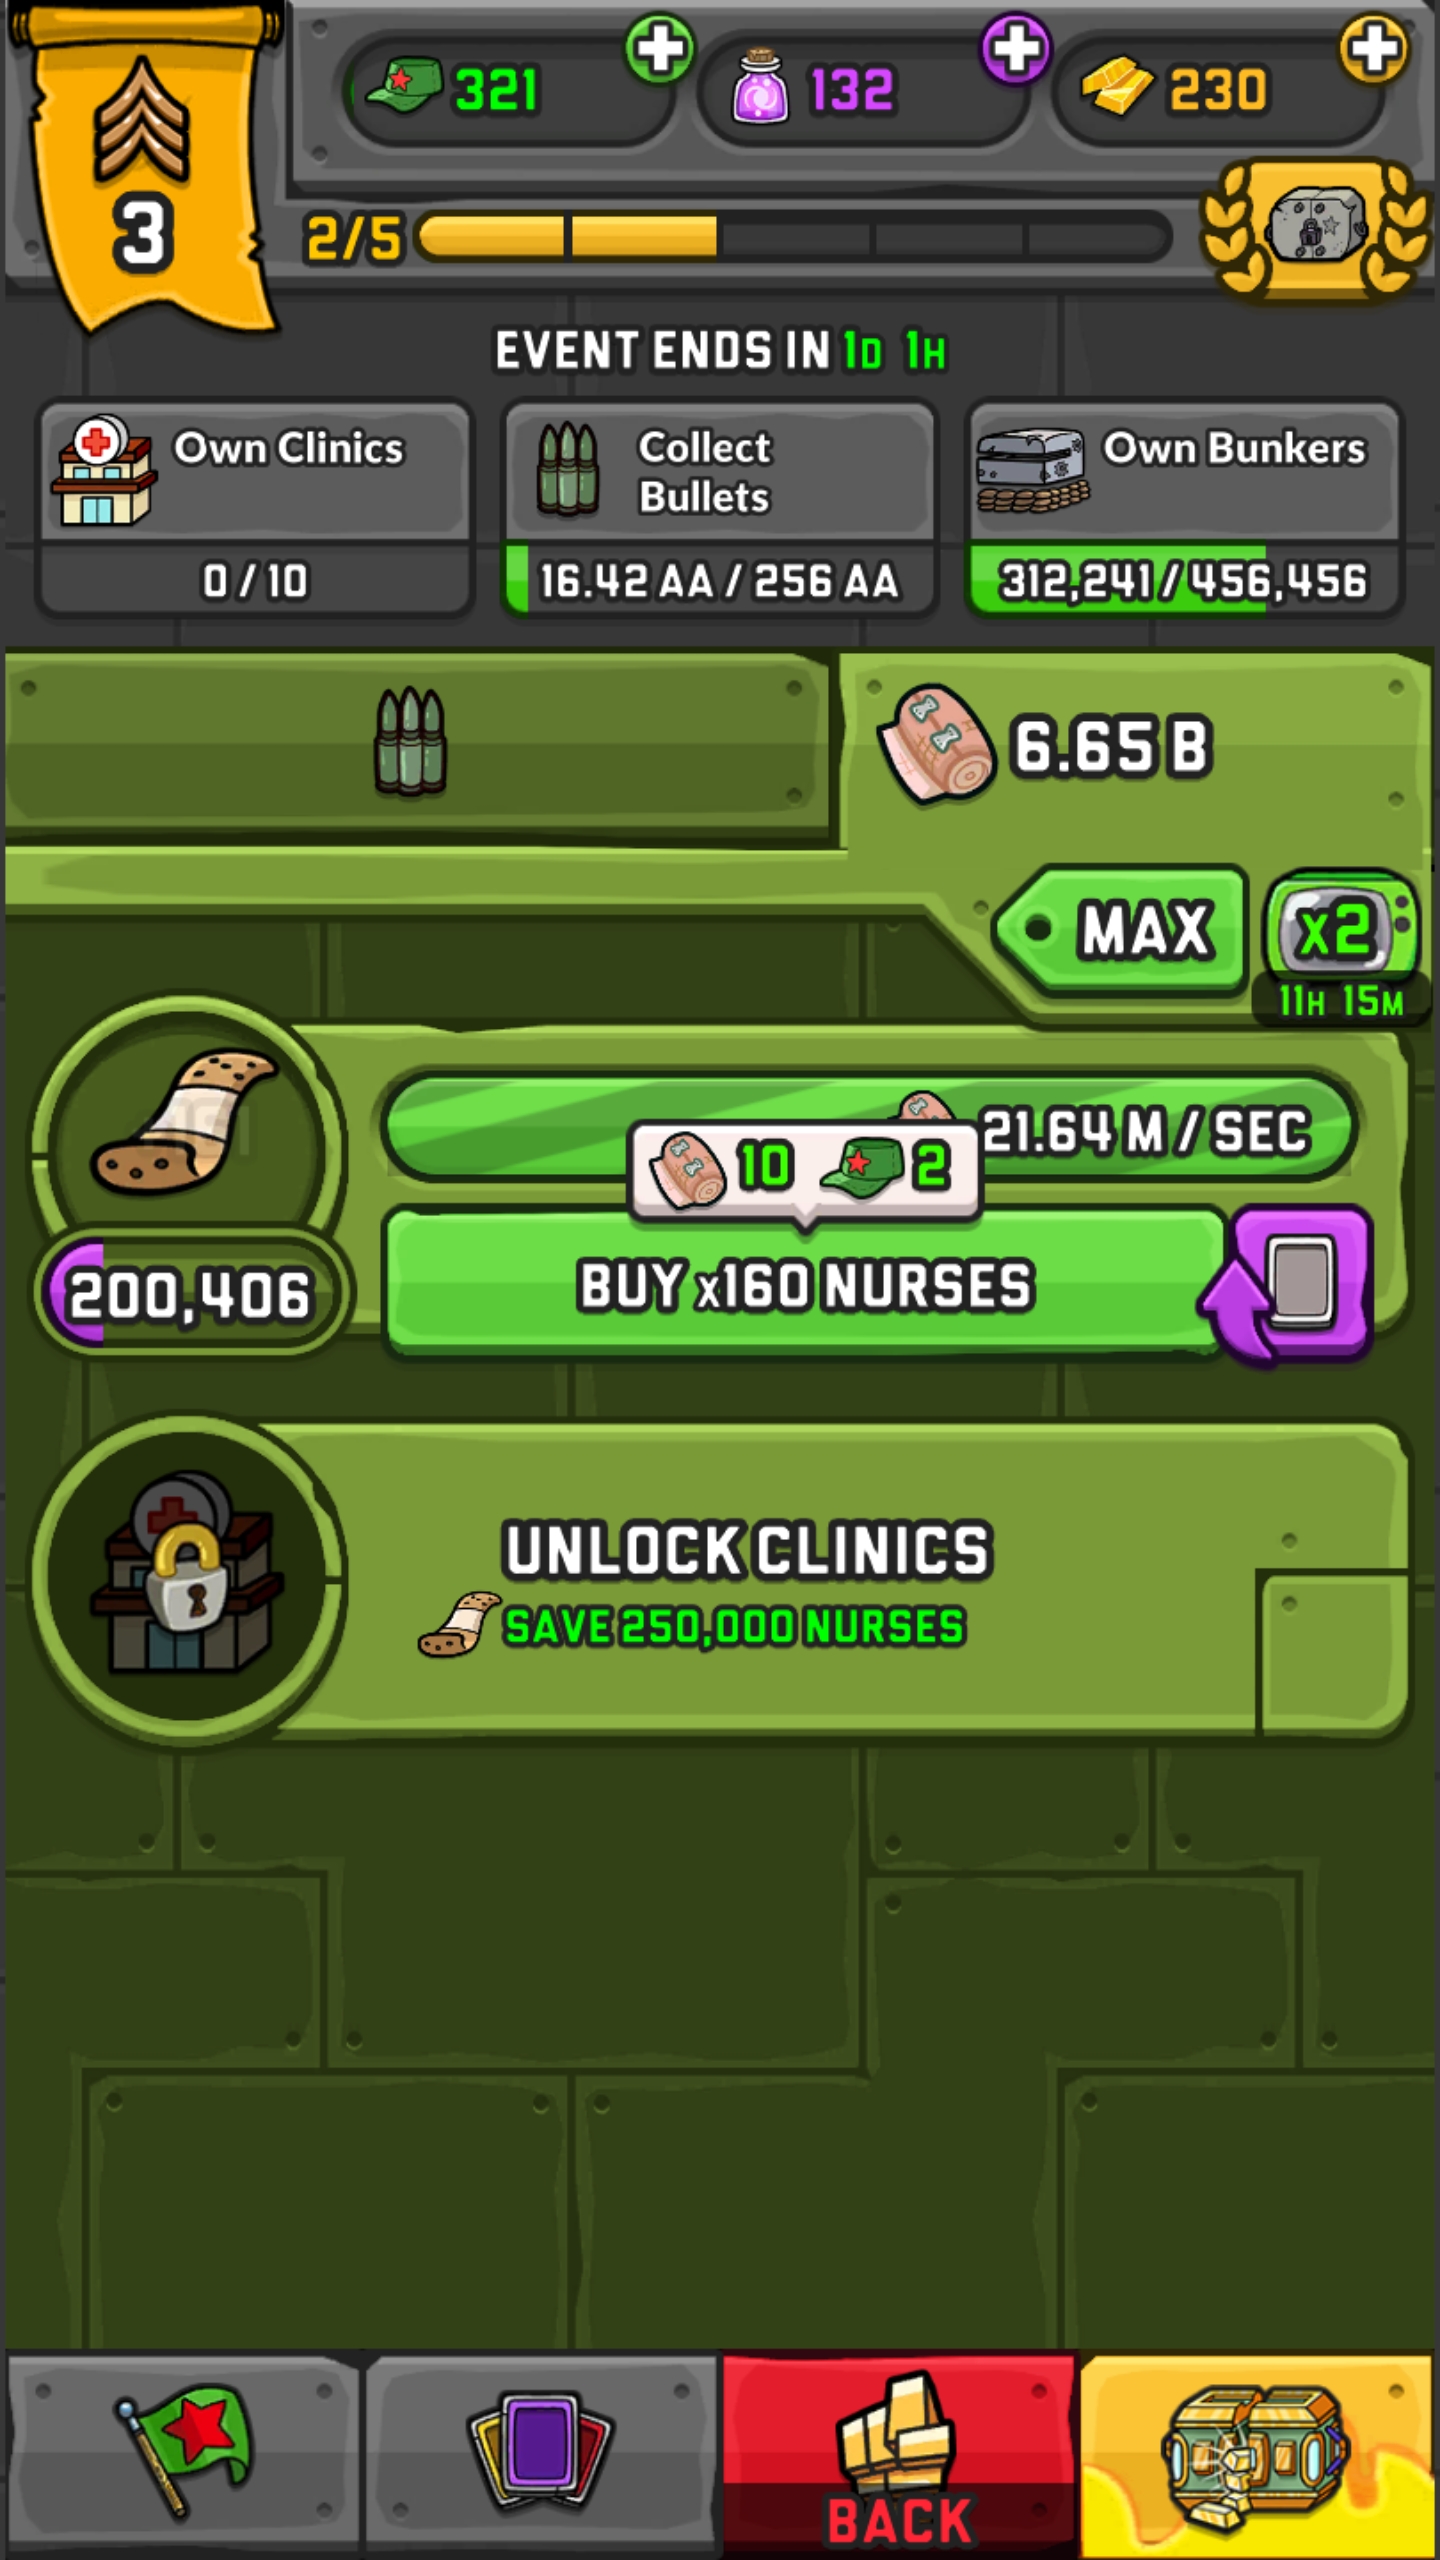 321
132
230
3
2/5
EVENT ENDS IN 1D 1H
Own Clinics
0 / 10
Collect
Bullets
16.42 AA / 256 AA
Own Bunkers
312,241 / 456,456
6.65 B
MAX
x2
11H 15M
21.64 M / SEC
10 2
200,406
BUY x160 NURSES
UNLOCK CLINICS
SAVE 250,000 NURSES
BACK